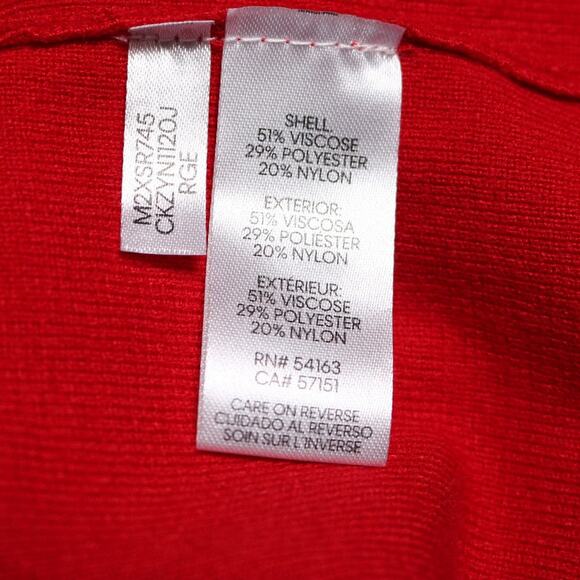 M2XSR745
CKZYN1120J
RGE
SHELL:
51% VISCOSE
29% POLYESTER
20% NYLON
EXTERIOR:
51% VISCOSA
29% POLIESTER
20% NYLON
EXTÉRIEUR:
51% VISCOSE
29% POLYESTER
20% NYLON
RN# 54163
CA# 57151
CARE ON REVERSE
CUIDADO AL REVERSO
SOIN SUR L'INVERSE